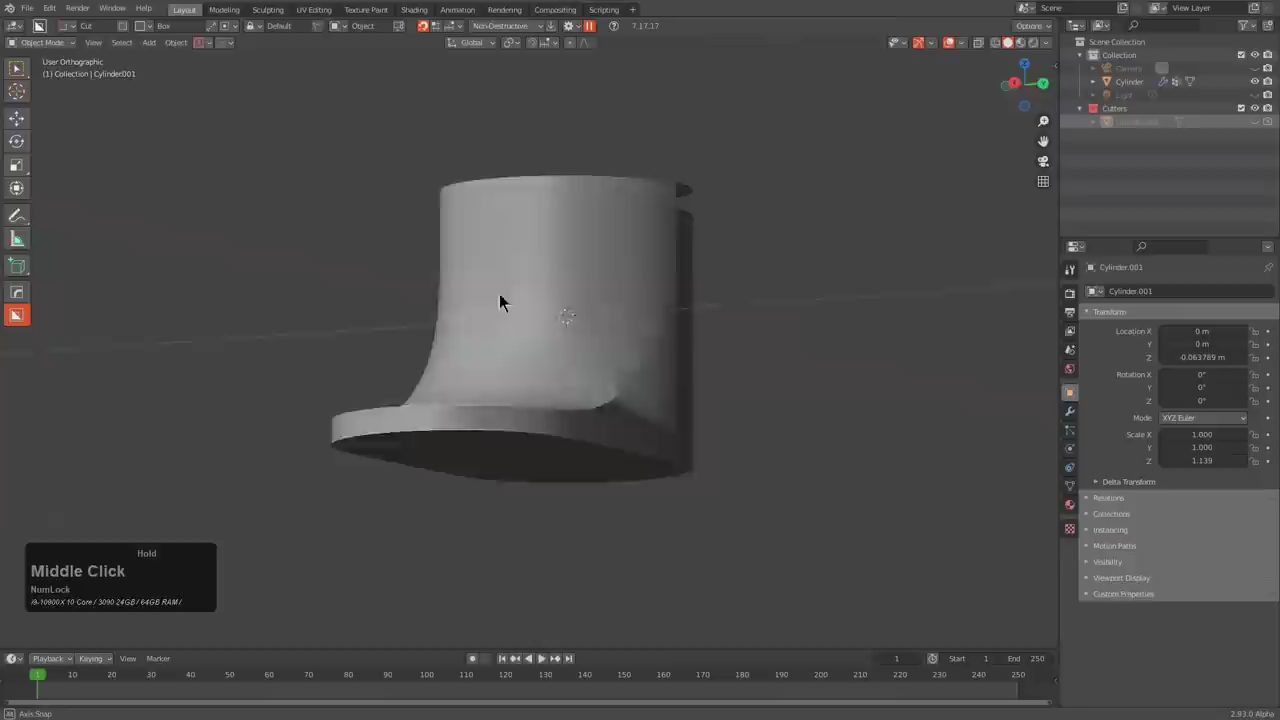 File Edit Render Window Help Layout Modeling Sculpting UV Editing Texture Paint Shading Animation Rendering Compositing Scripting + Scene View Layer
Cut Box Default Object Non-Destructive 7.17.17 Options
Object Mode View Select Add Object Global
User Orthographic
(1) Collection | Cylinder001
Z
X
Y
Scene Collection
Collection
Camera
Cylinder
Light
Cutters
Cylinder.001
Cylinder.001
Transform
Location X 0 m
Y 0 m
Z -0.063789 m
Rotation X 0°
Y 0°
Z 0°
Mode XYZ Euler
Scale X 1.000
Y 1.000
Z 1.139
Delta Transform
Relations
Collections
Instancing
Motion Paths
Visibility
Viewport Display
Custom Properties
Hold
Middle Click
NumLock
i9-10900X 10 Core / 3090 24GB / 64GB RAM /
Playback Keying View Marker 1 Start 1 End 250
1 10 20 30 40 50 60 70 80 90 100 110 120 130 140 150 160 170 180 190 200 210 220 230 240 250
Axis Snap 2.93.0 Alpha